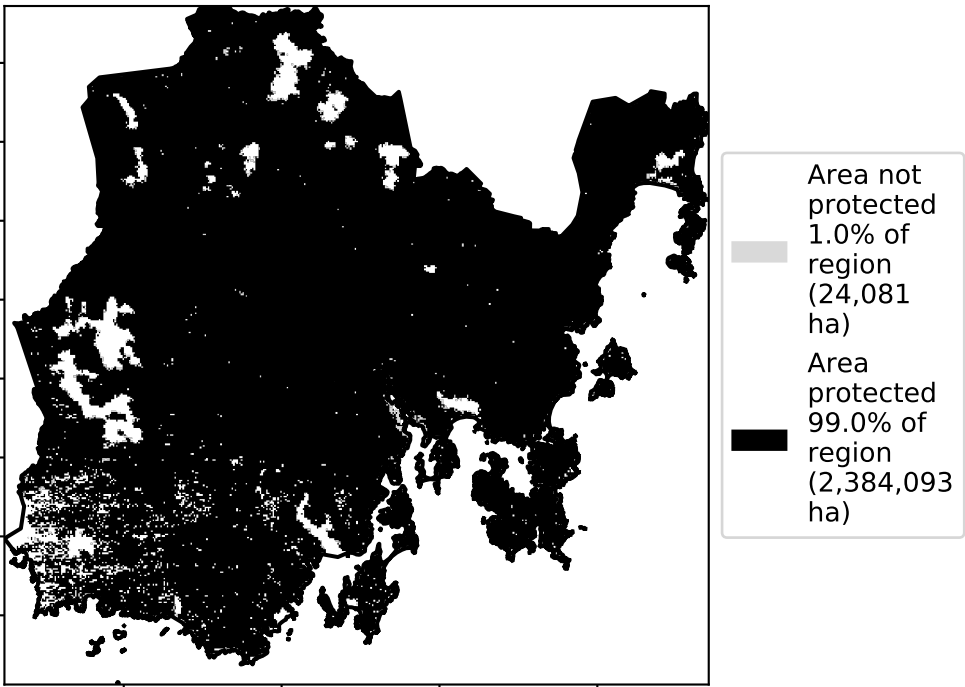 Area not
protected
1.0% of
region
(24,081
ha)
Area
protected
99.0% of
region
(2,384,093
ha)